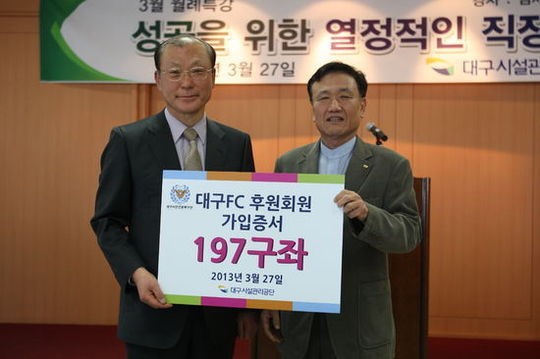 3월 월례특강
성공을 위한 열정적인 직장
3월 27일
대구시설관
대구FC 후원회원
가입증서
197구좌
2013년 3월 27일
대구시설관리공단